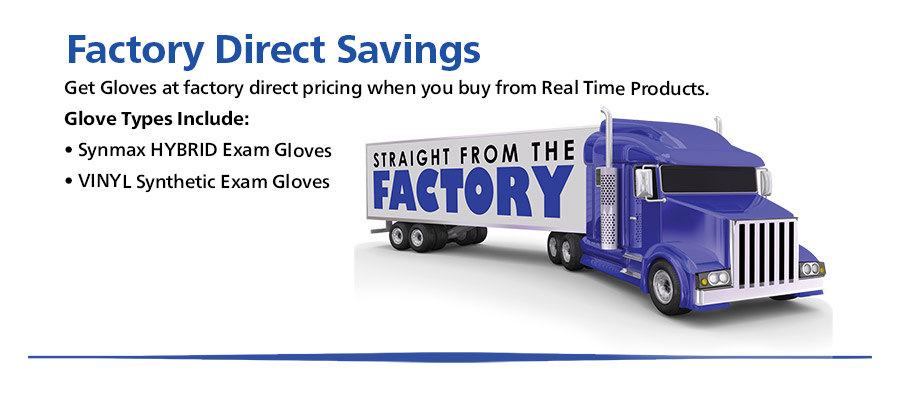 Factory Direct Savings
Get Gloves at factory direct pricing when you buy from Real Time Products.
Glove Types Include:
• Synmax HYBRID Exam Gloves
• VINYL Synthetic Exam Gloves
STRAIGHT FROM THE
FACTORY